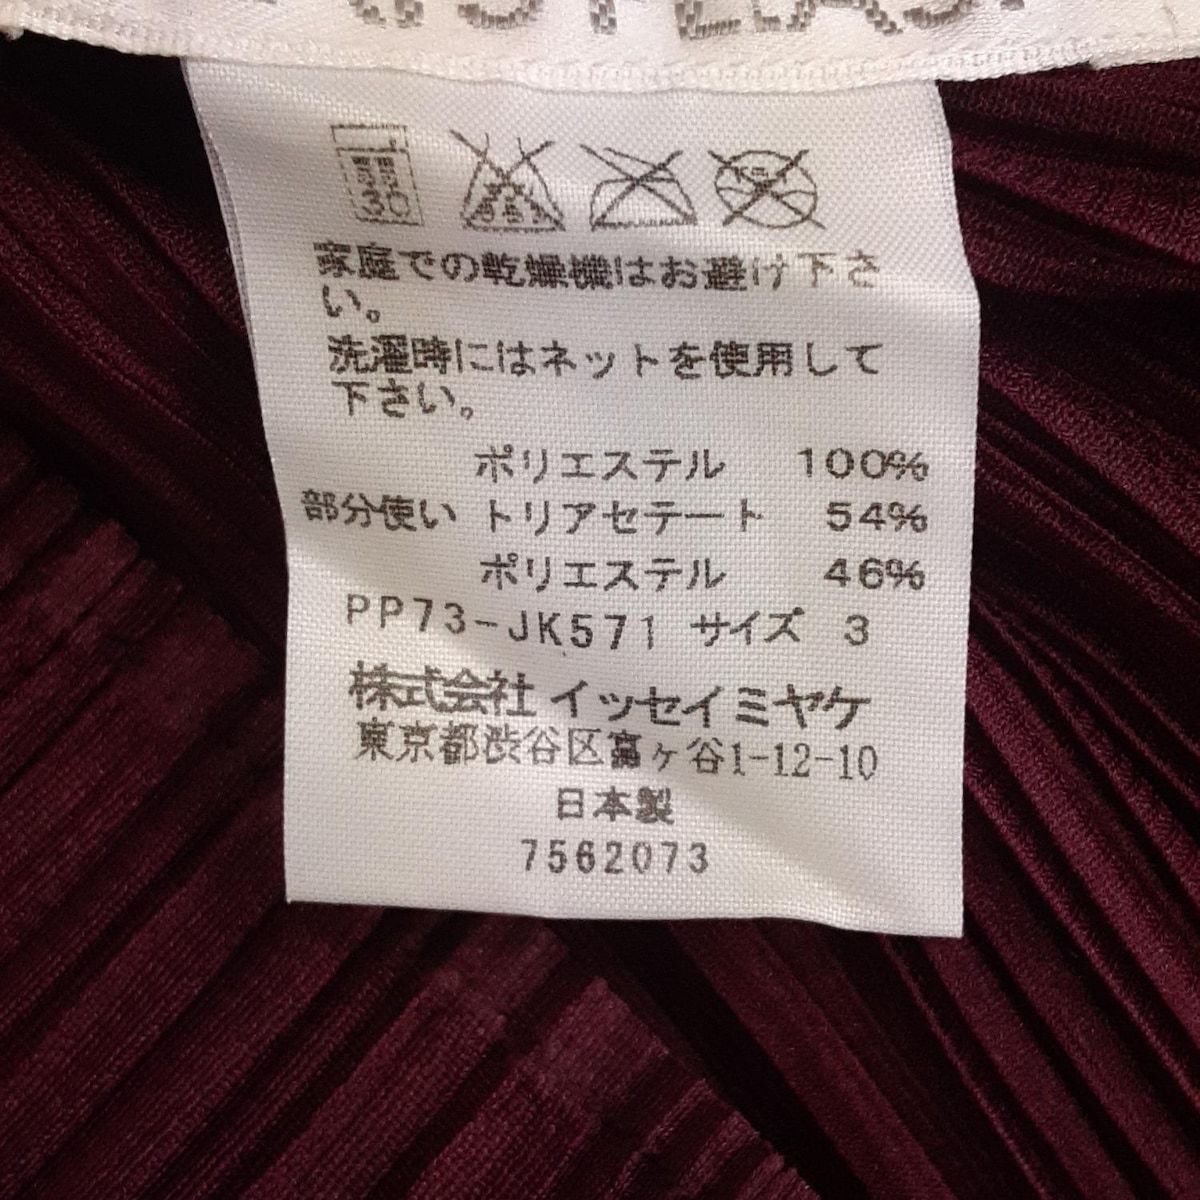 家庭での乾燥機はお避け下さ
い。
洗濯時にはネットを使用して
下さい。
ポリエステル 100%
部分使い トリアセテート 54%
ポリエステル 46%
PP73-JK571 サイズ 3
株式会社 イッセイミヤケ
東京都渋谷区富ヶ谷1-12-10
日本製
7562073